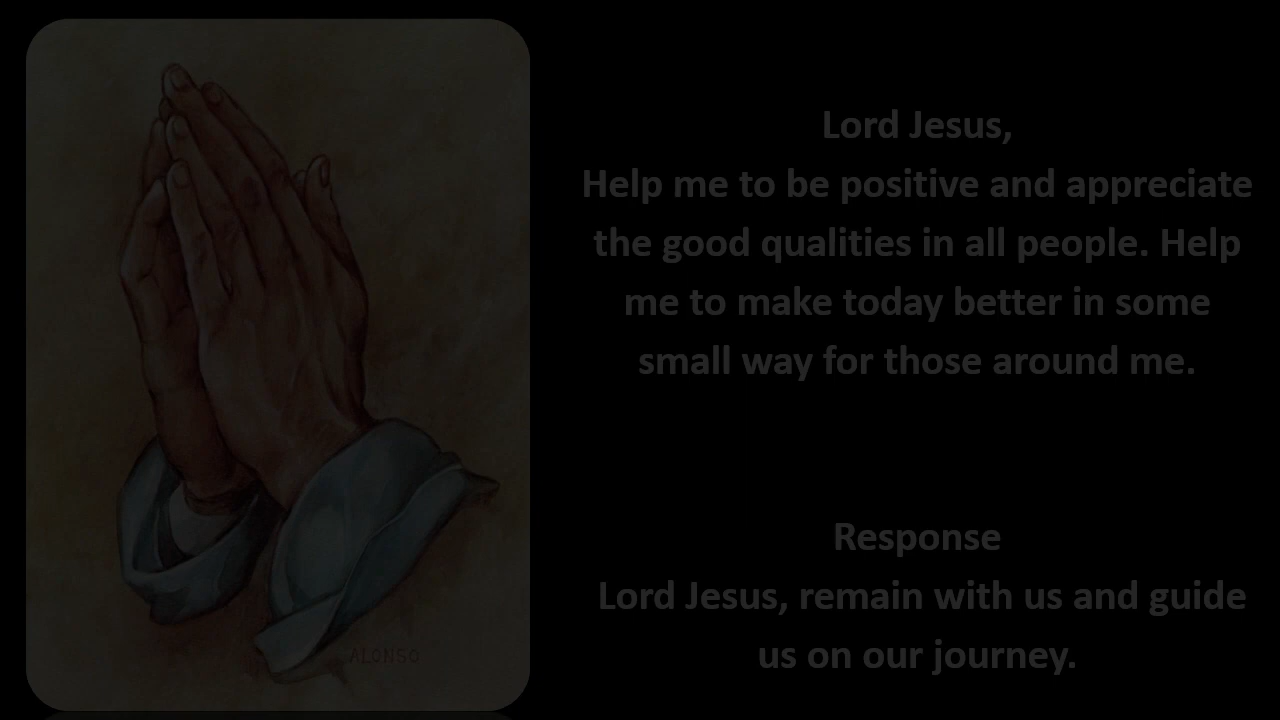 Lord Jesus,
Help me to be positive and appreciate
the good qualities in all people. Help
me to make today better in some
small way for those around me.
Response
Lord Jesus, remain with us and guide
us on our journey.
ALONSO